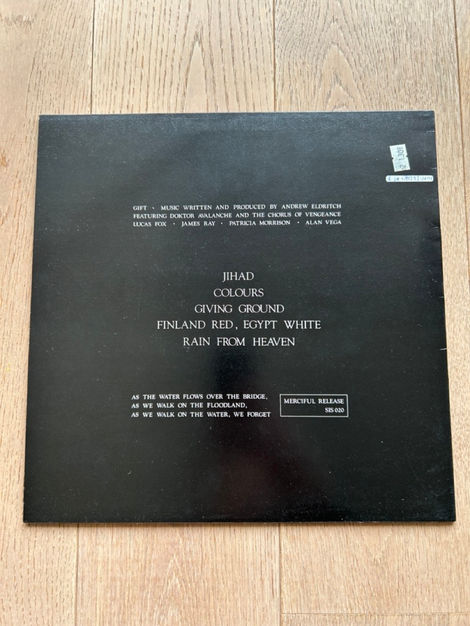 GIFT · MUSIC WRITTEN AND PRODUCED BY ANDREW ELDRITCH
FEATURING DOKTOR AVALANCHE AND THE CHORUS OF VENGEANCE
LUCAS FOX · JAMES RAY · PATRICIA MORRISON · ALAN VEGA
JIHAD
COLOURS
GIVING GROUND
FINLAND RED, EGYPT WHITE
RAIN FROM HEAVEN
AS THE WATER FLOWS OVER THE BRIDGE,
AS WE WALK ON THE FLOODLAND,
AS WE WALK ON THE WATER, WE FORGET
MERCIFUL RELEASE
SIS 020